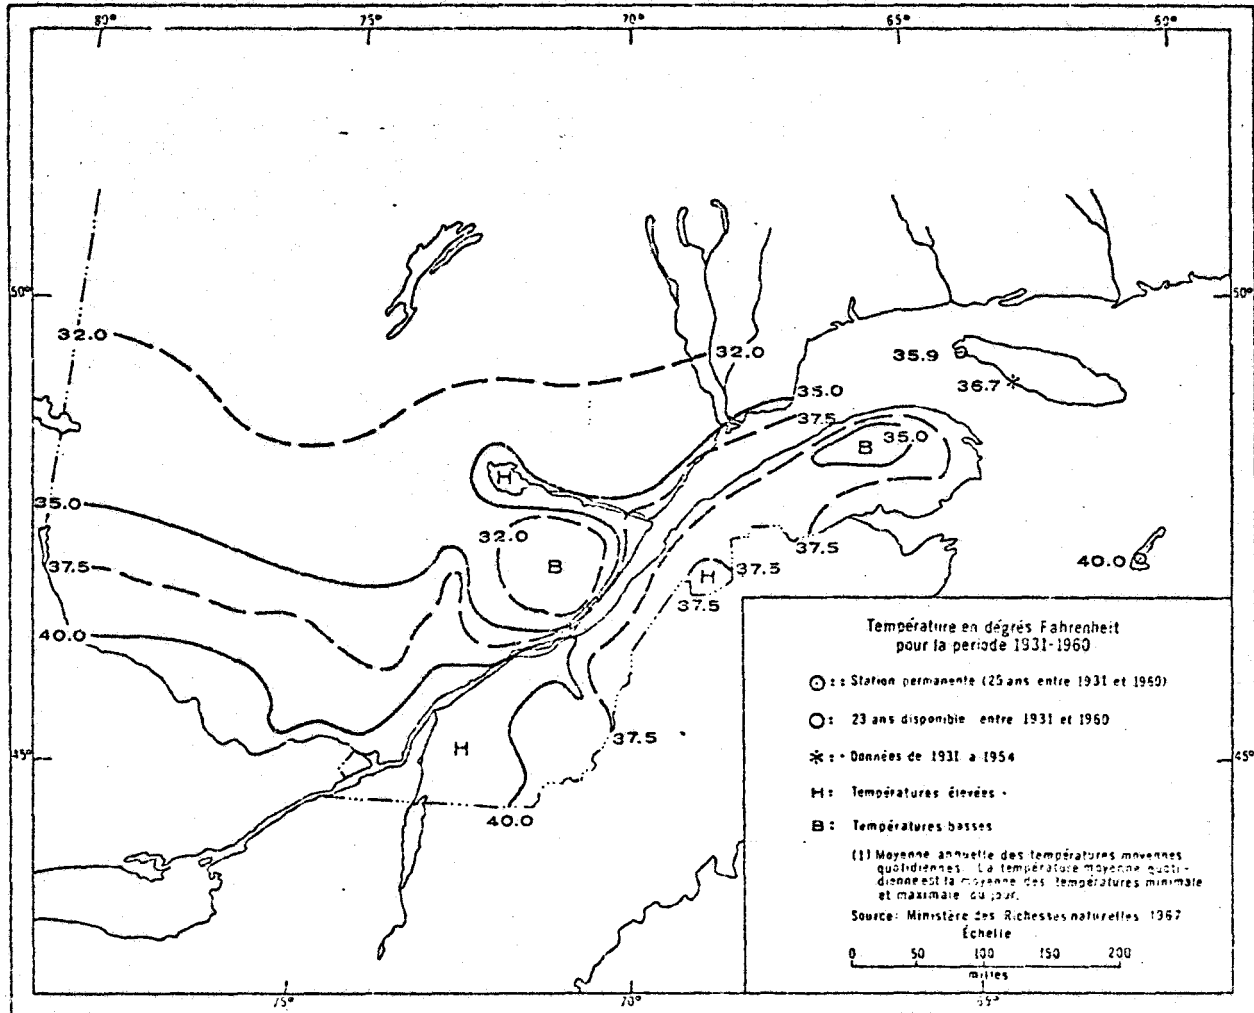 80° 75° 70° 65° 60°
50° 50°
32.0 32.0
35.9
36.7
35.0
37.5
35.0
B
H
35.0
32.0
B
37.5
40.0
H
37.5
37.5
37.5
40.0
H
37.5
40.0
45° 45°
75° 70° 65°
Température en dégrés Fahrenheit
pour la periode 1931-1960
⊙ : : Station permanente (25 ans entre 1931 et 1960)
O : 23 ans disponible entre 1931 et 1960
* : • Données de 1931 a 1954
H : Températures élevées •
B : Températures basses
(1) Moyenne annuelle des températures moyennes
quotidiennes. La température moyenne quoti-
dienne est la moyenne des températures minimale
et maximale du jour.
Source: Ministère des Richesses naturelles 1967
Échelle
0 50 100 150 200
milles